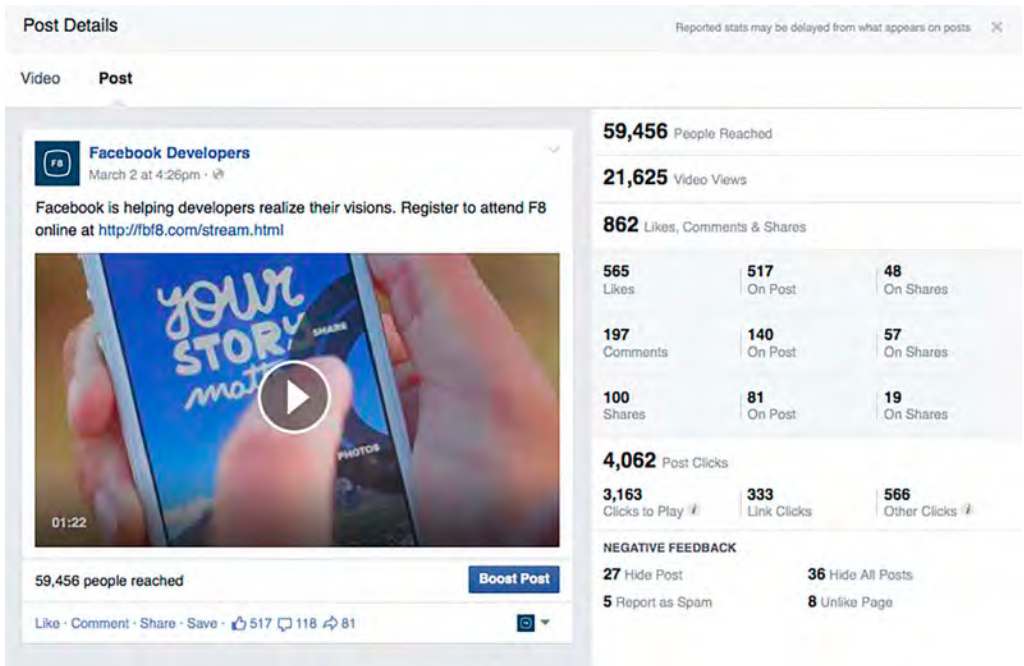 Post Details
Reported stats may be delayed from what appears on posts
Video
Post
F8
Facebook Developers
March 2 at 4:26pm ·
Facebook is helping developers realize their visions. Register to attend F8
online at http://fbf8.com/stream.html
your
STORY
matt
SHARE
PHOTOS
01:22
59,456 people reached
Boost Post
Like · Comment · Share · Save · 517 118 81
59,456 People Reached
21,625 Video Views
862 Likes, Comments & Shares
565 517 48
Likes On Post On Shares
197 140 57
Comments On Post On Shares
100 81 19
Shares On Post On Shares
4,062 Post Clicks
3,163 333 566
Clicks to Play i Link Clicks Other Clicks i
NEGATIVE FEEDBACK
27 Hide Post 36 Hide All Posts
5 Report as Spam 8 Unlike Page